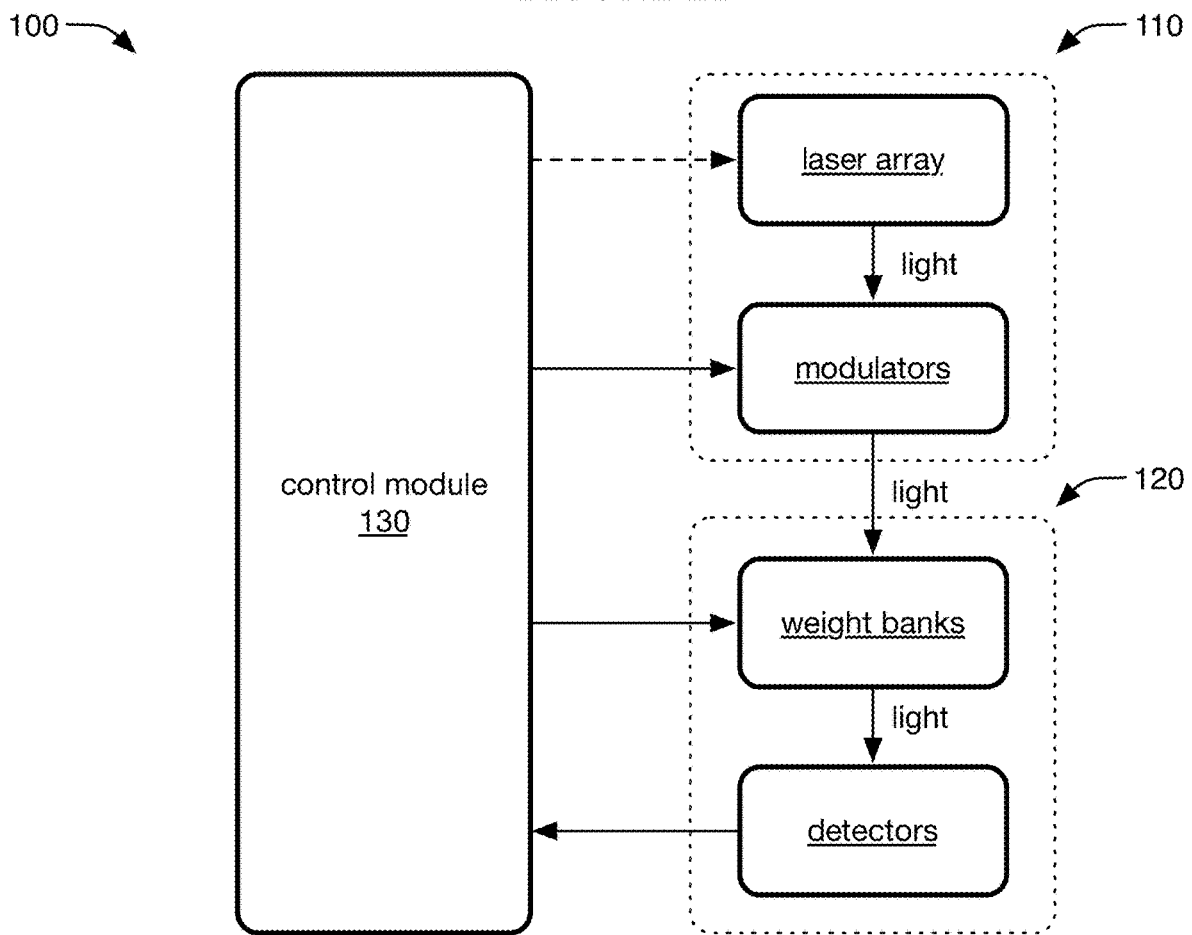 100
110
laser array
light
modulators
control module
130
light
120
weight banks
light
detectors